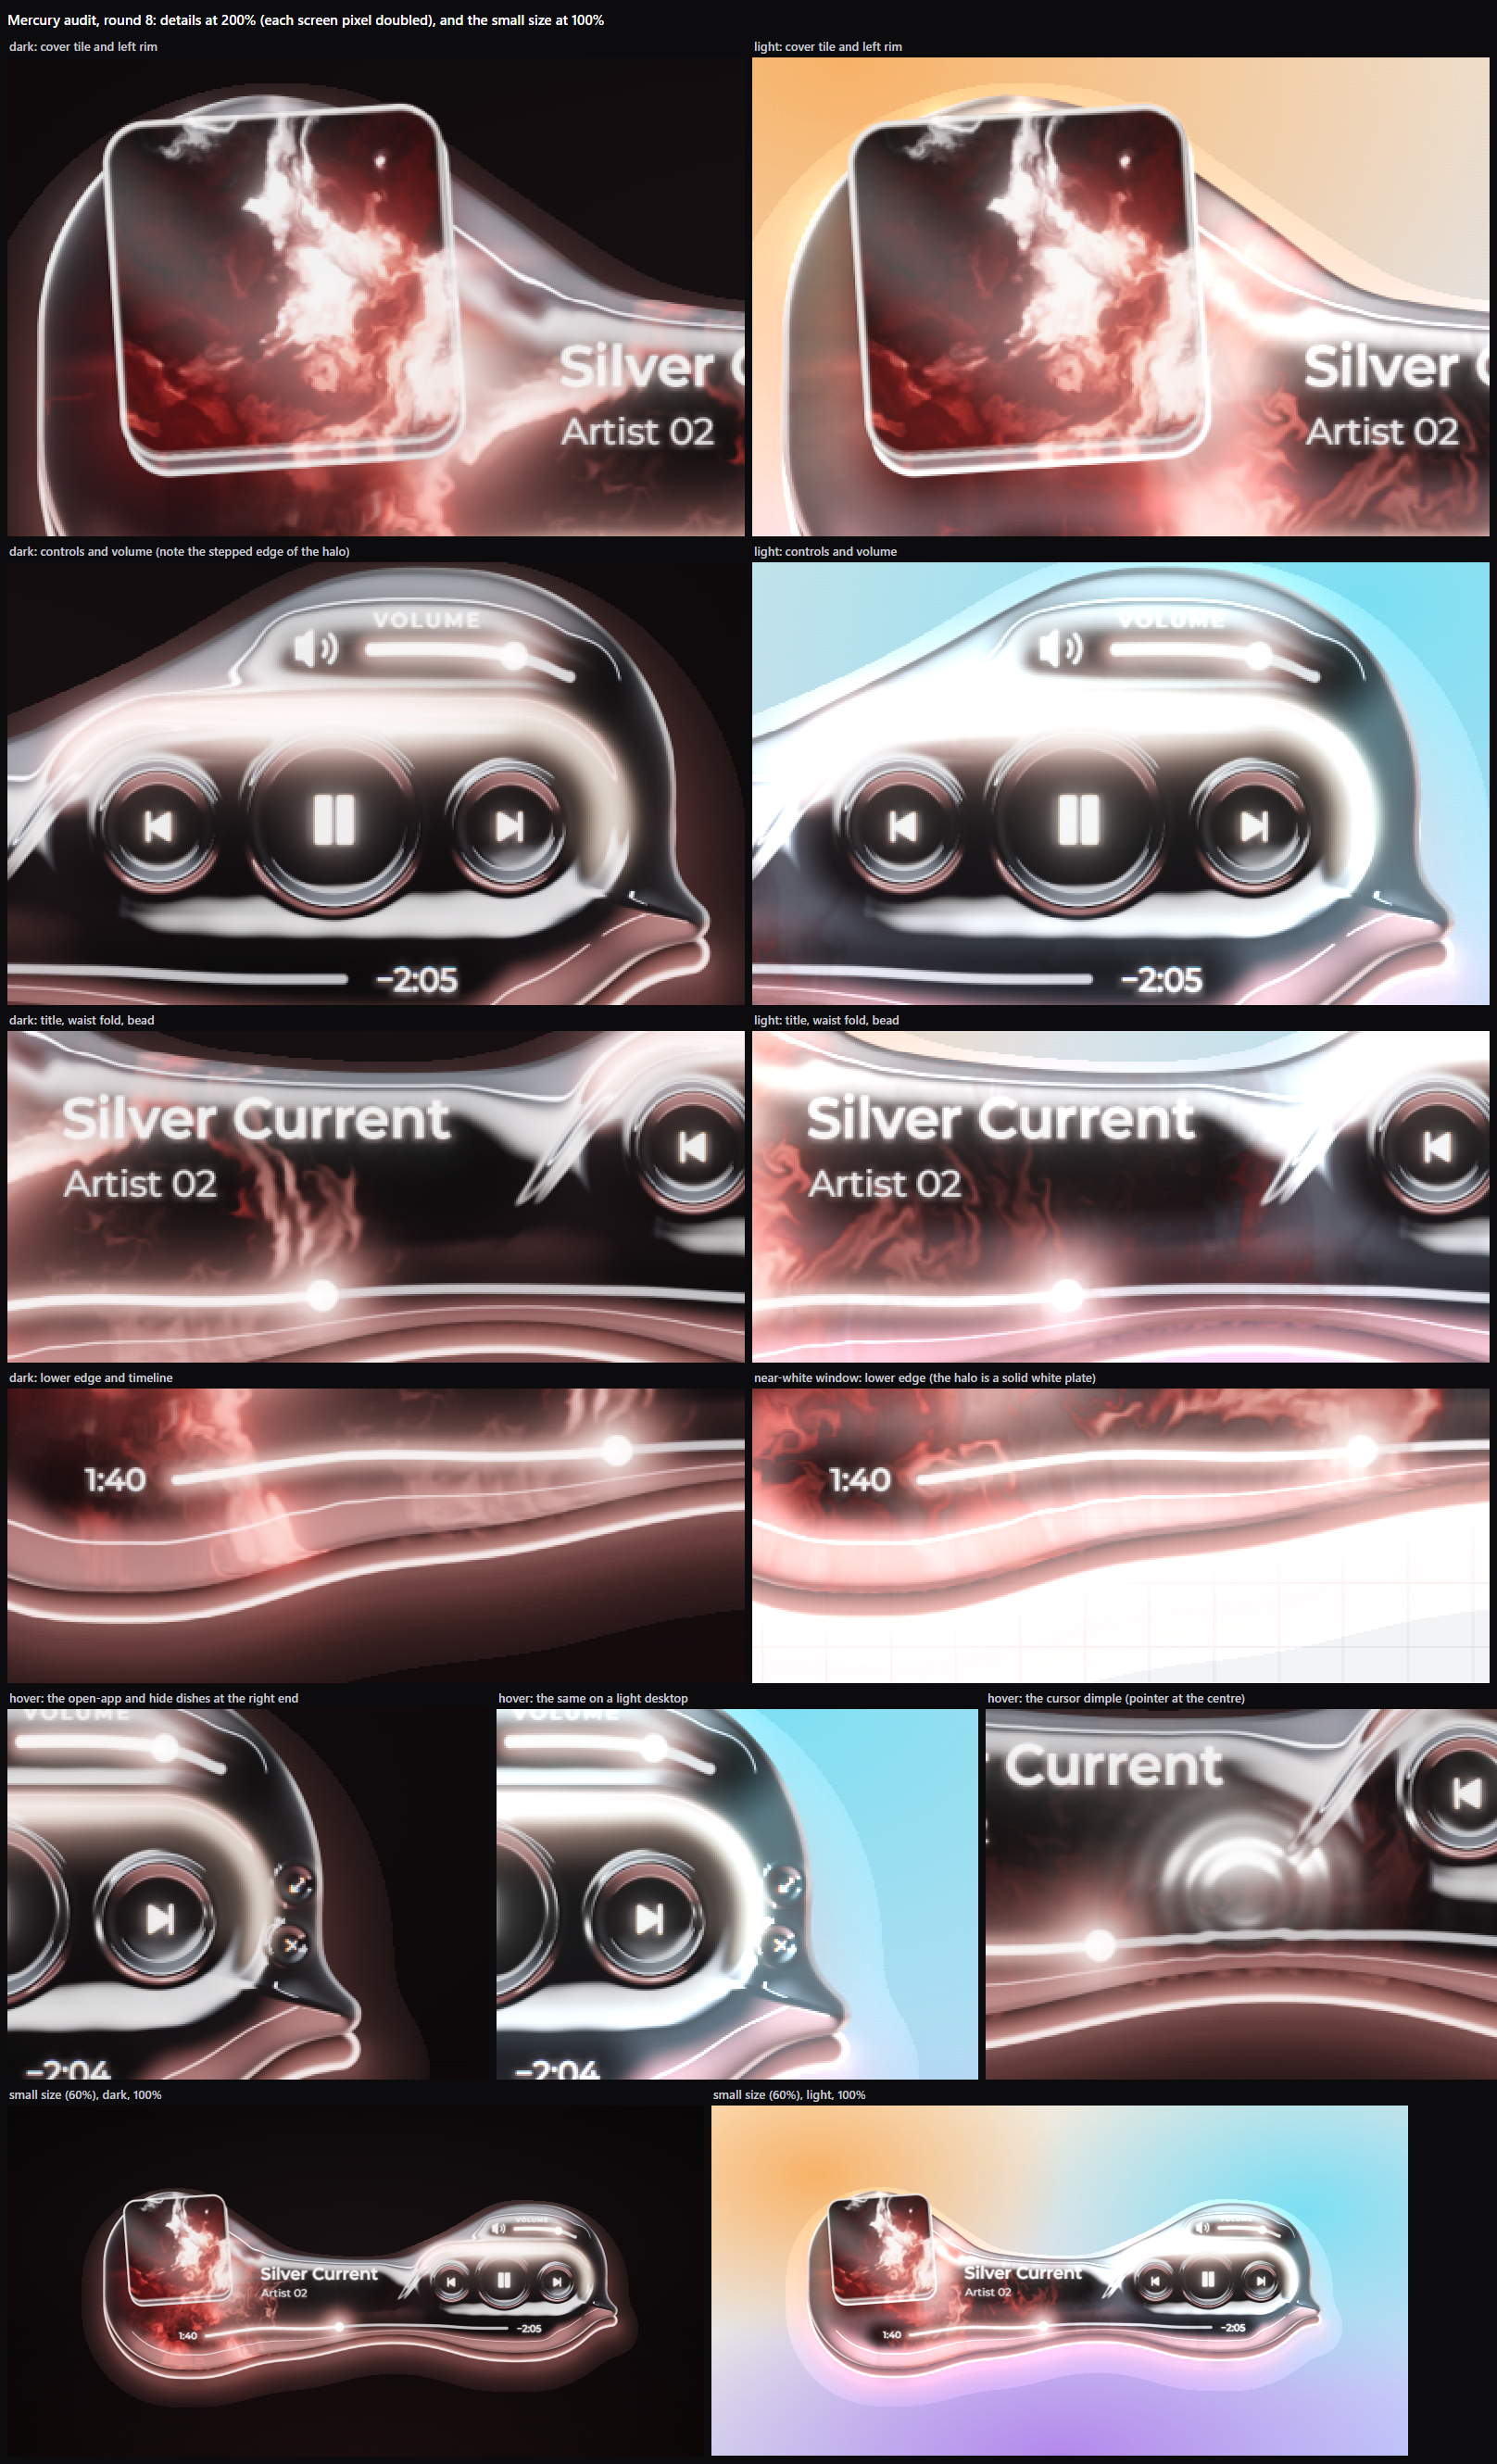 Mercury audit, round 8: details at 200% (each screen pixel doubled), and the small size at 100%
dark: cover tile and left rim
light: cover tile and left rim
Silver
Artist 02
Silver
Artist 02
dark: controls and volume (note the stepped edge of the halo)
light: controls and volume
VOLUME
VOLUME
−2:05
−2:05
dark: title, waist fold, bead
light: title, waist fold, bead
Silver Current
Silver Current
Artist 02
Artist 02
dark: lower edge and timeline
near-white window: lower edge (the halo is a solid white plate)
1:40
1:40
hover: the open-app and hide dishes at the right end
hover: the same on a light desktop
hover: the cursor dimple (pointer at the centre)
VOLUME
VOLUME
Current
−2:04
−2:04
small size (60%), dark, 100%
small size (60%), light, 100%
VOLUME
VOLUME
Silver Current
Silver Current
Artist 02
Artist 02
1:40
−2:05
1:40
−2:05